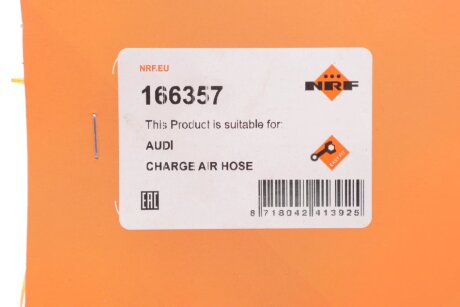 NRF.EU
166357
NRF
This Product is suitable for:
AUDI
CHARGE AIR HOSE
EAC
8 718042 413925